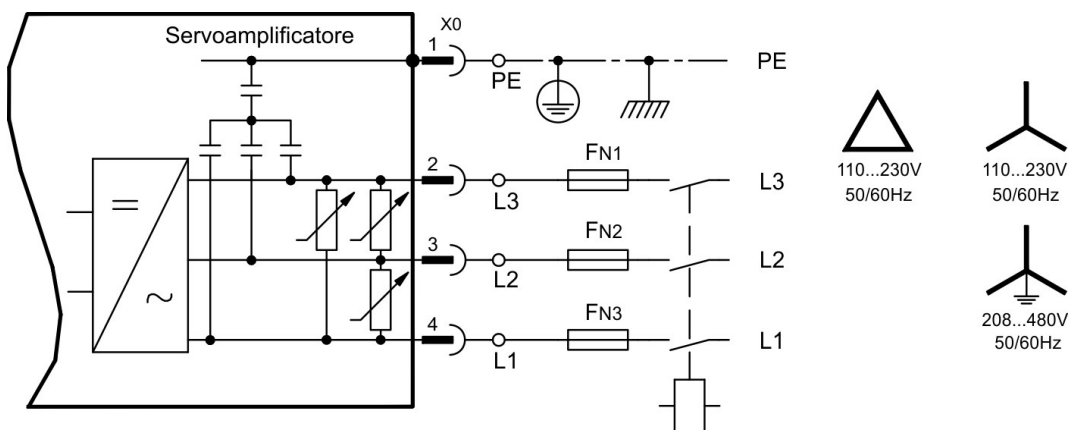 X0
Servoamplificatore
1
PE
PE
2
L3
FN1
L3
3
L2
FN2
L2
4
L1
FN3
L1
110...230V
50/60Hz
110...230V
50/60Hz
208...480V
50/60Hz